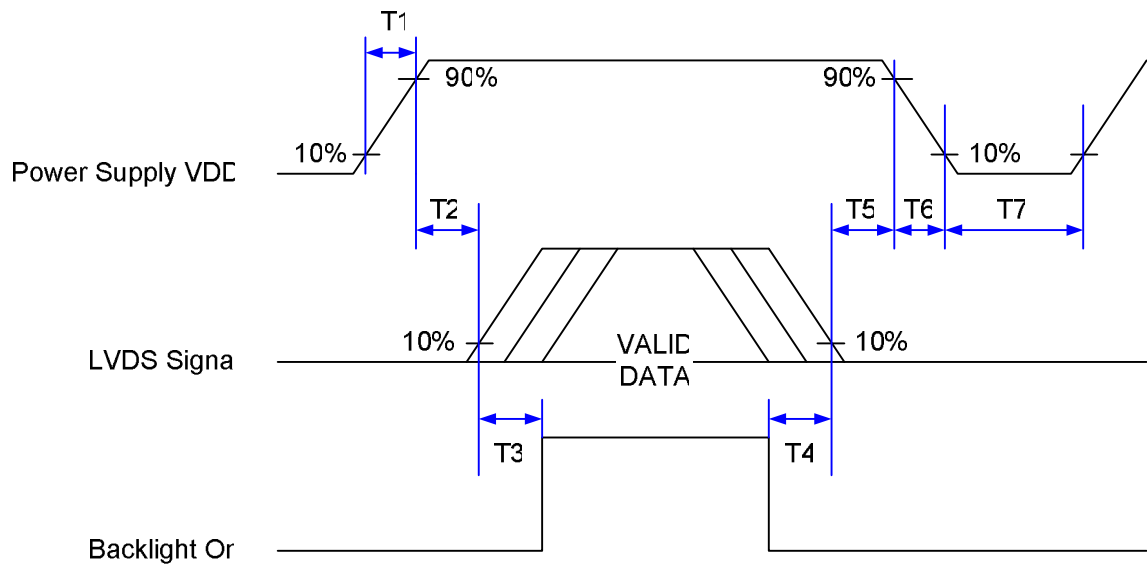 T1
90%
90%
10%
10%
Power Supply VDD
T2
T5
T6
T7
10%
10%
LVDS Signa
VALID
DATA
T3
T4
Backlight On